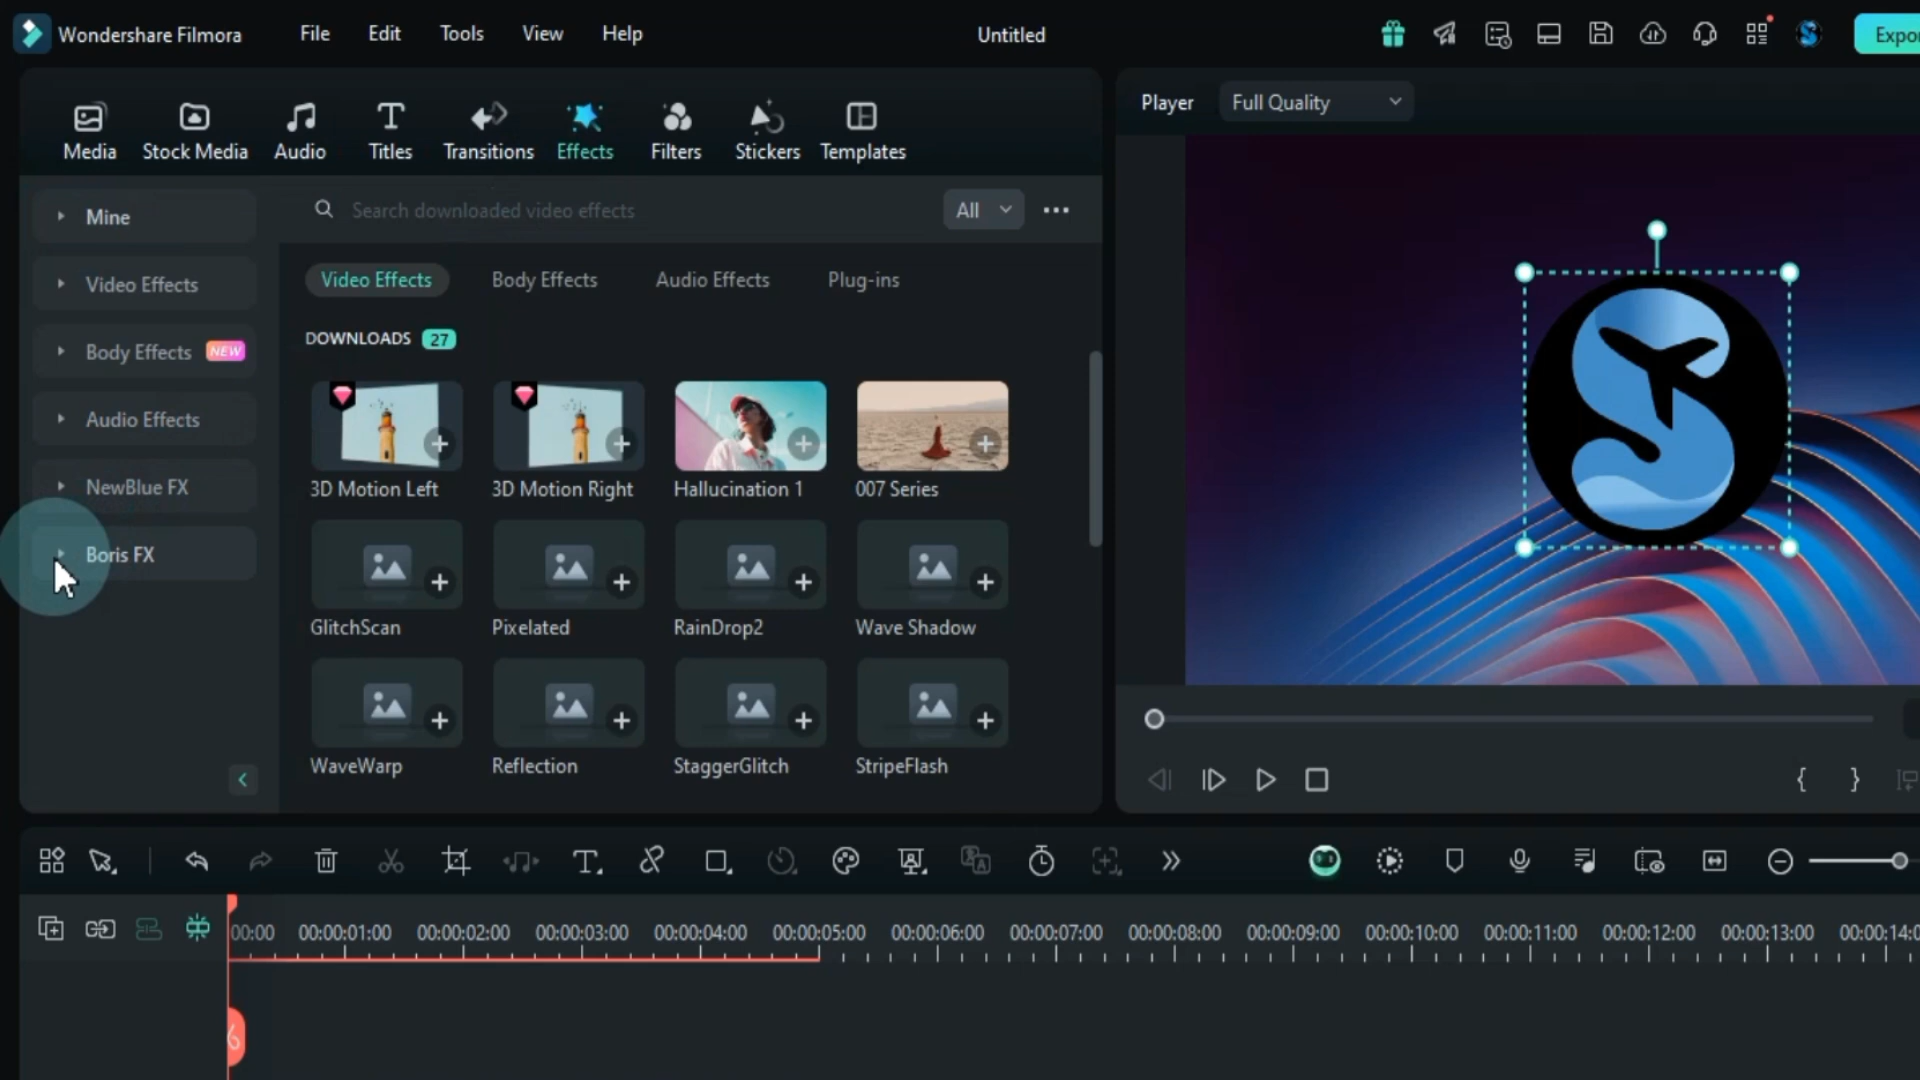 Wondershare Filmora
File Edit Tools View Help
Untitled
Expo
Media Stock Media Audio Titles Transitions Effects Filters Stickers Templates
Player Full Quality
Mine
Video Effects
Body Effects NEW
Audio Effects
NewBlue FX
Boris FX
Search downloaded video effects
All
Video Effects Body Effects Audio Effects Plug-ins
DOWNLOADS 27
3D Motion Left 3D Motion Right Hallucination 1 007 Series
GlitchScan Pixelated RainDrop2 Wave Shadow
WaveWarp Reflection StaggerGlitch StripeFlash
00:00 00:00:01:00 00:00:02:00 00:00:03:00 00:00:04:00 00:00:05:00 00:00:06:00 00:00:07:00 00:00:08:00 00:00:09:00 00:00:10:00 00:00:11:00 00:00:12:00 00:00:13:00 00:00:14:0